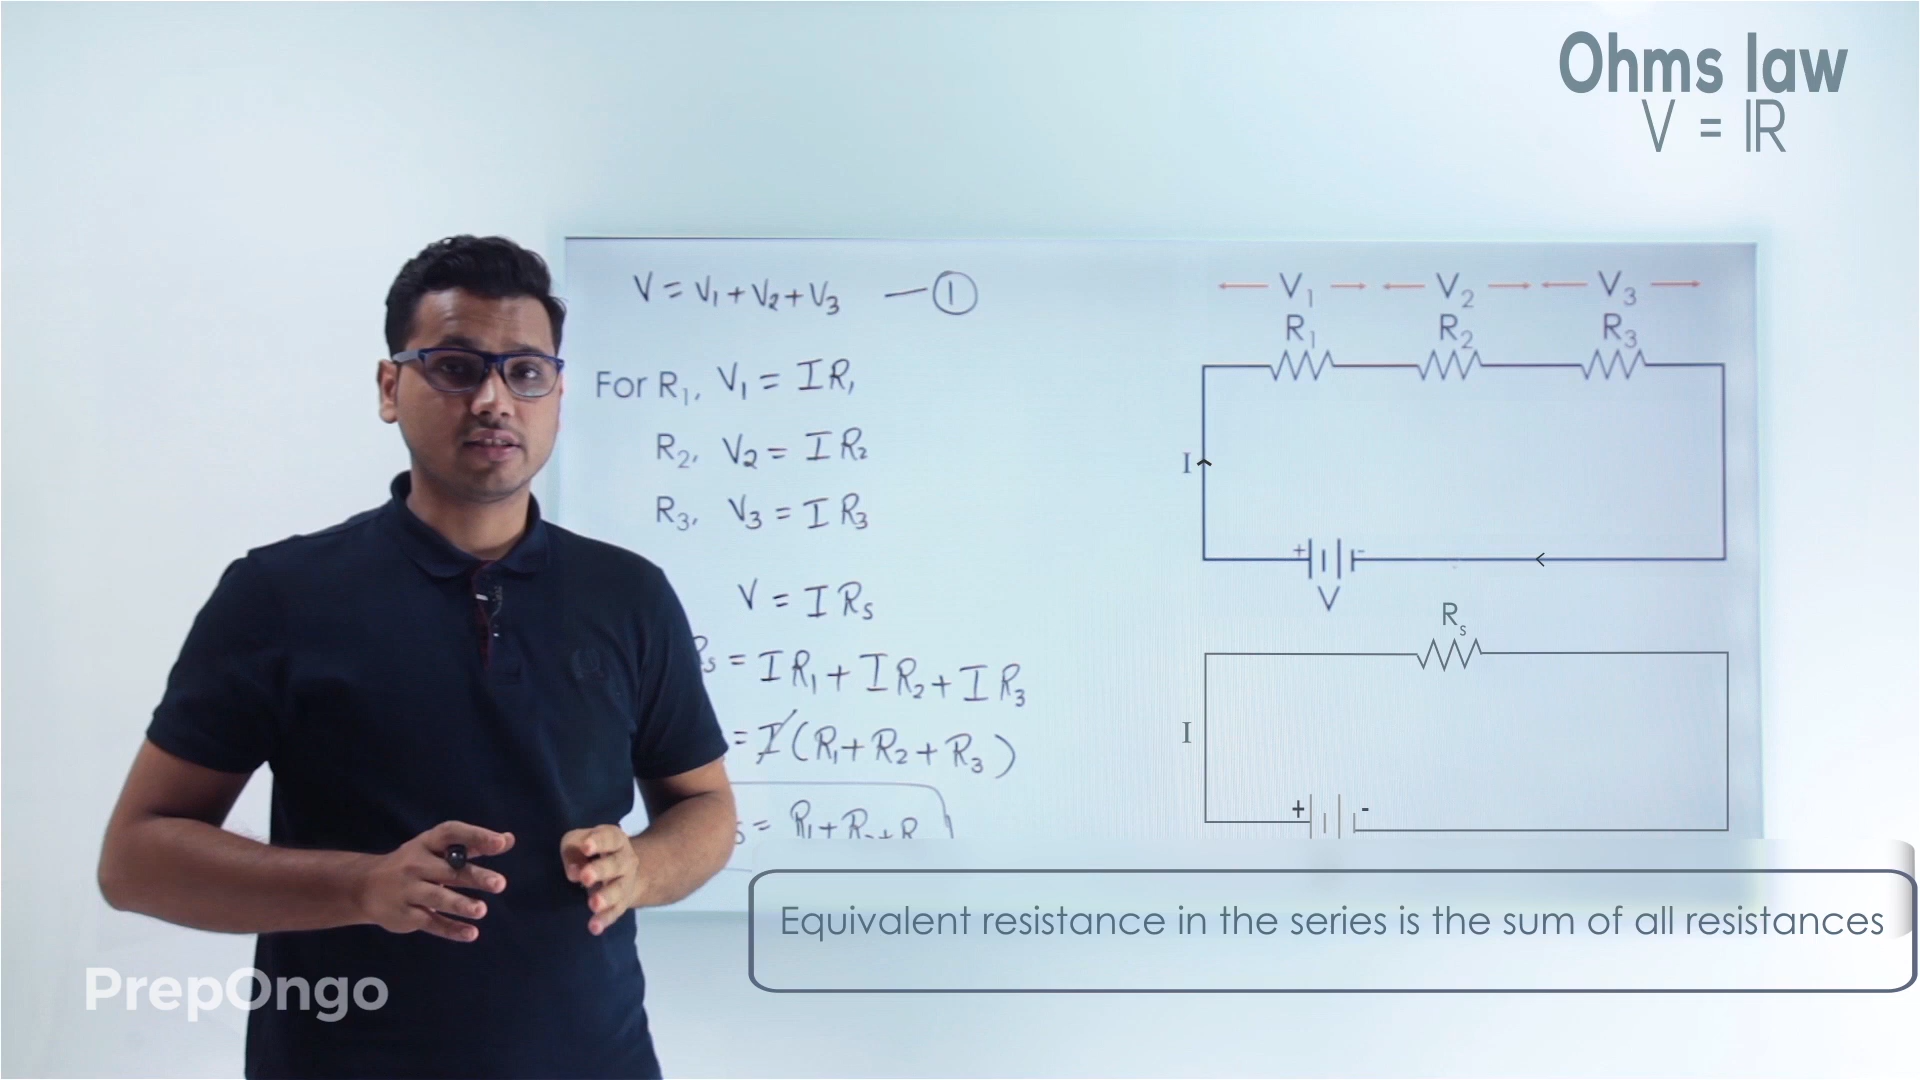 Ohms law
V = IR
V = V₁ + V₂ + V₃ — ①
For R₁, V₁ = IR₁
R₂, V₂ = IR₂
R₃, V₃ = IR₃
V = IRs
= IR₁ + IR₂ + IR₃
= I(R₁ + R₂ + R₃)
= R₁ + R₂ + R
V₁ V₂ V₃
R₁ R₂ R₃
I
+ -
V
Rs
I
+ -
Equivalent resistance in the series is the sum of all resistances
PrepOngo